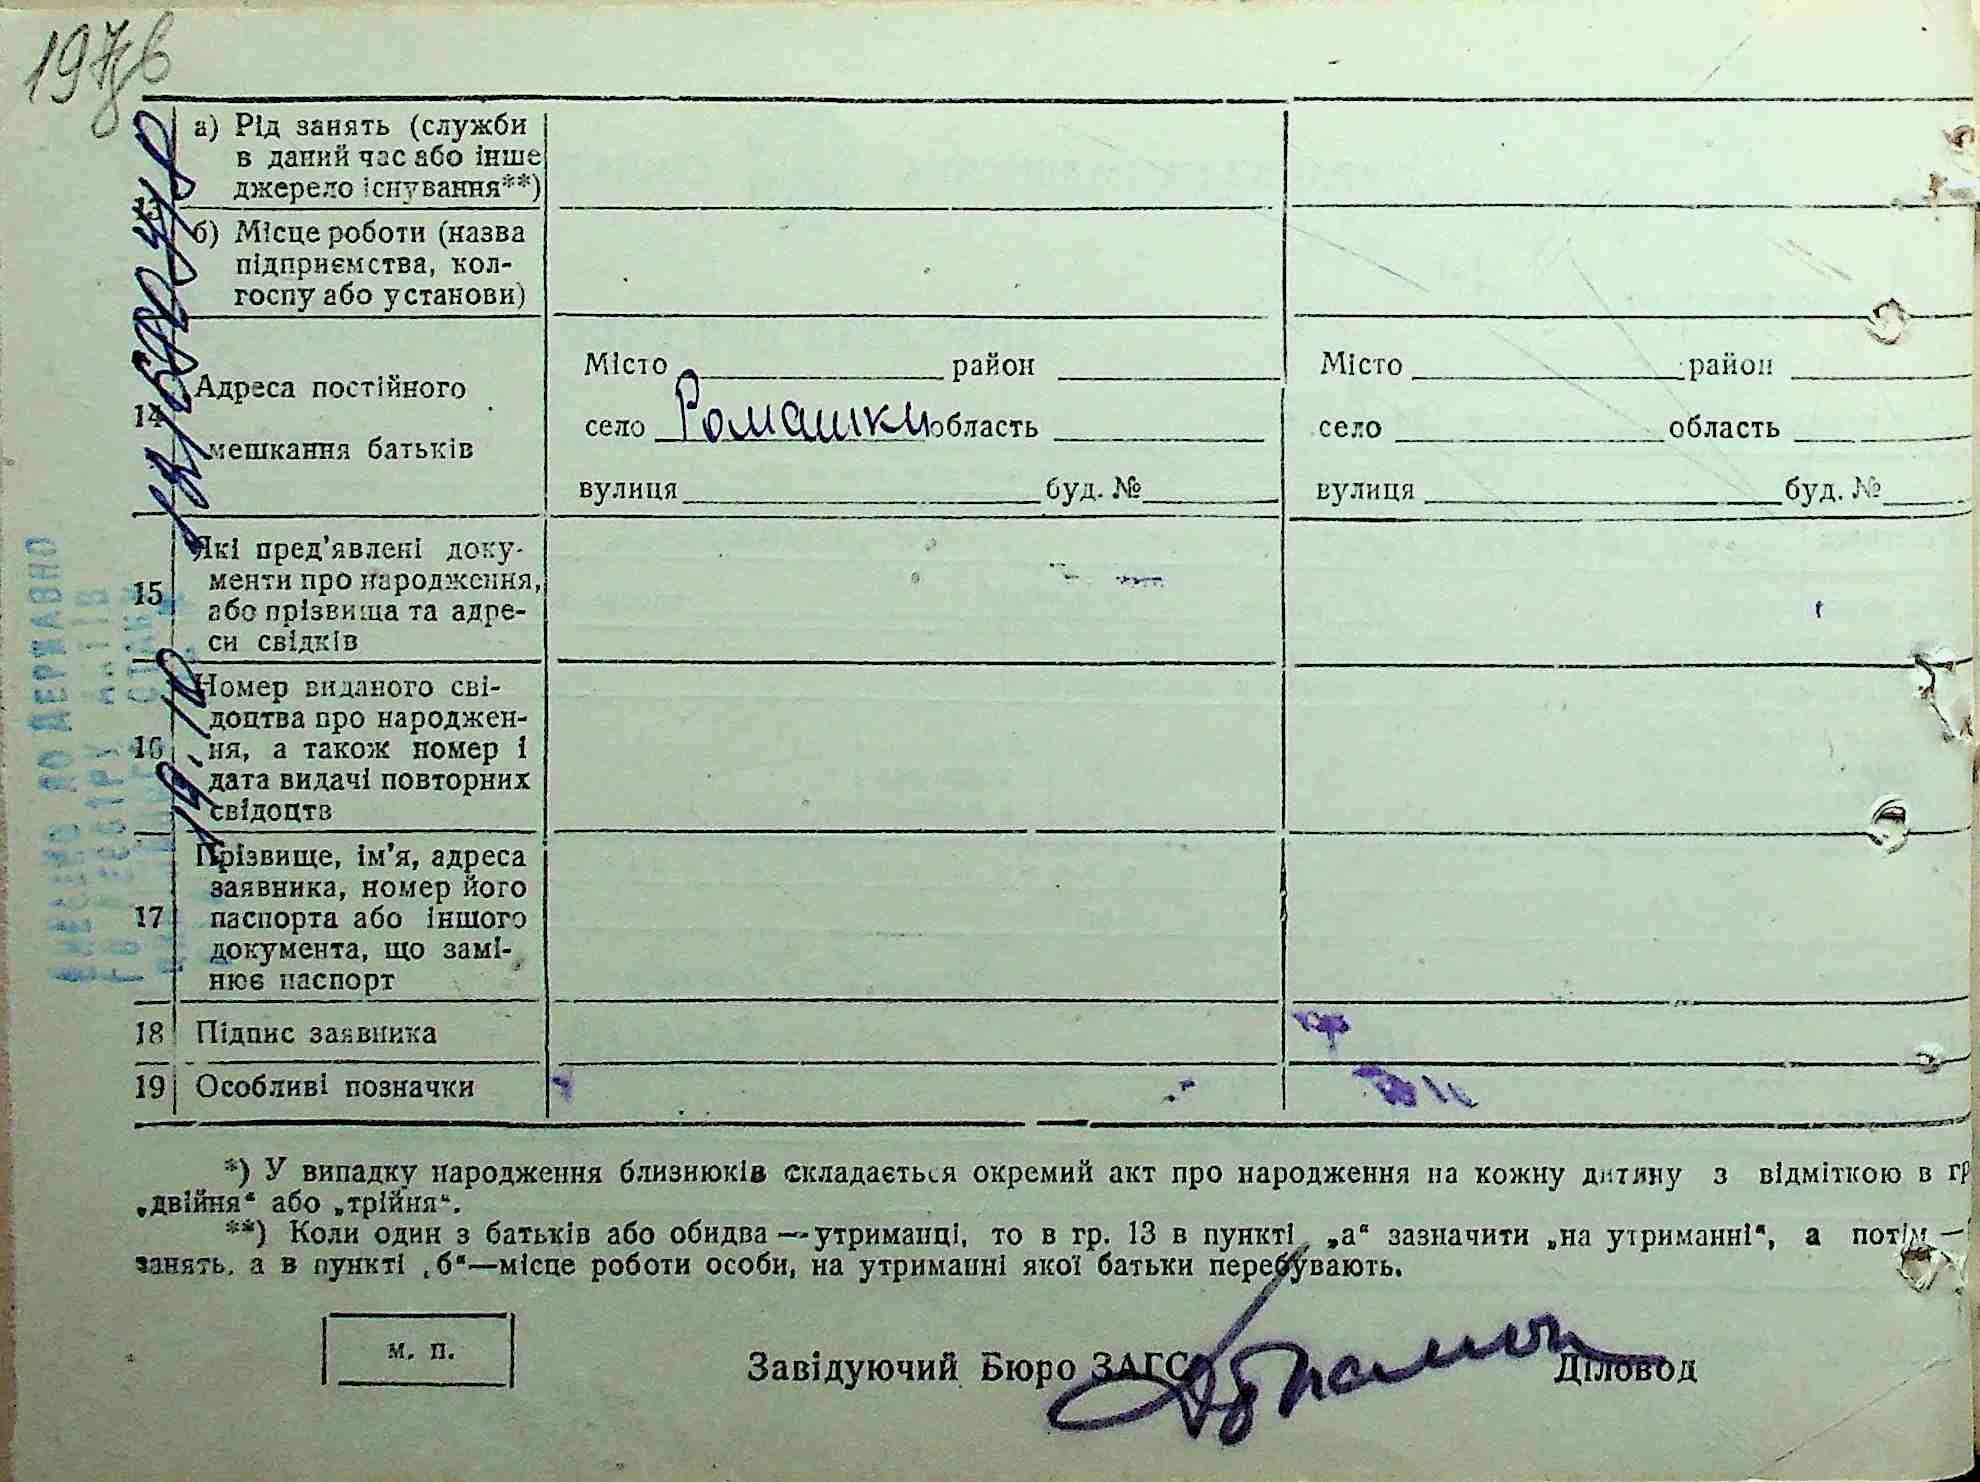 а) Рід занять (служби
в даний час або інше
джерело існування**)
б) Місце роботи (назва
підприємства, кол-
госпу або установи)
14
Адреса постійного
мешкання батьків
Місто район
село Ромашки область
вулиця буд. №
Місто район
село область
вулиця буд. №
15
Які пред'явлені доку-
менти про народження,
або прізвища та адре-
си свідків
16
Номер виданого сві-
доцтва про народжен-
ня, а також номер і
дата видачі повторних
свідоцтв
17
Прізвище, ім'я, адреса
заявника, номер його
паспорта або іншого
документа, що замі-
нює паспорт
18 Підпис заявника
19 Особливі позначки
*) У випадку народження близнюків складається окремий акт про народження на кожну дитину з відміткою в гр
„двійня“ або „трійня“.
**) Коли один з батьків або обидва — утриманці, то в гр. 13 в пункті „а“ зазначити „на утриманні“, а потім —
занять, а в пункті „б“—місце роботи особи, на утриманні якої батьки перебувають.
м. п.
Завідуючий Бюро ЗАГС
Діловод
ВНЕСЕНО ДО ДЕРЖАВНО